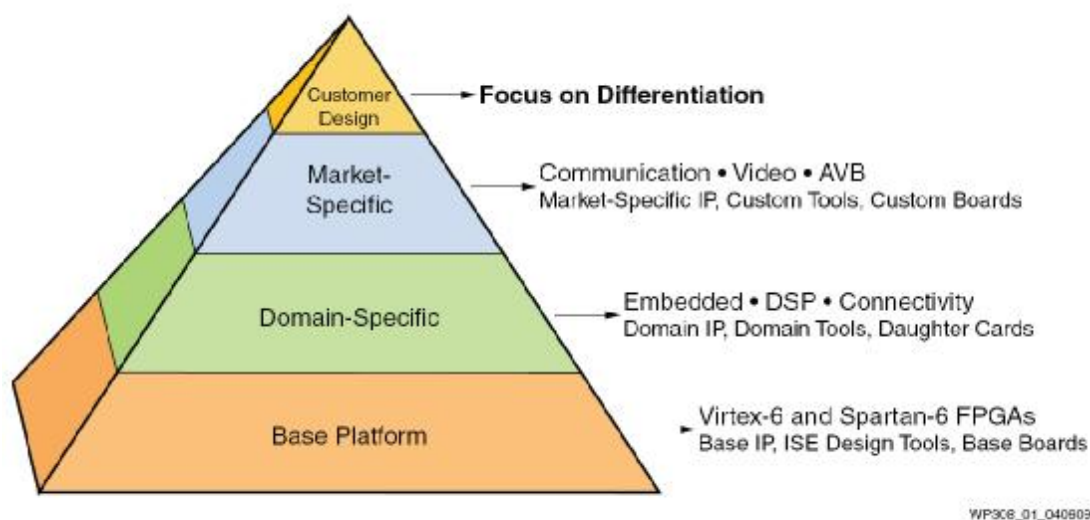 Customer
Design
Focus on Differentiation
Market-
Specific
Communication • Video • AVB
Market-Specific IP, Custom Tools, Custom Boards
Domain-Specific
Embedded • DSP • Connectivity
Domain IP, Domain Tools, Daughter Cards
Base Platform
Virtex-6 and Spartan-6 FPGAs
Base IP, ISE Design Tools, Base Boards
WP308_01_040609